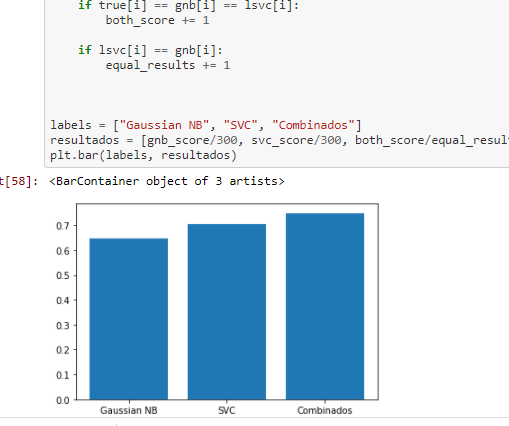 if true[i] == gnb[i] == lsvc[i]:
both_score += 1
if lsvc[i] == gnb[i]:
equal_results += 1
labels = ["Gaussian NB", "SVC", "Combinados"]
resultados = [gnb_score/300, svc_score/300, both_score/equal_resul
plt.bar(labels, resultados)
t[58]: <BarContainer object of 3 artists>
0.7
0.6
0.5
0.4
0.3
0.2
0.1
0.0
Gaussian NB SVC Combinados